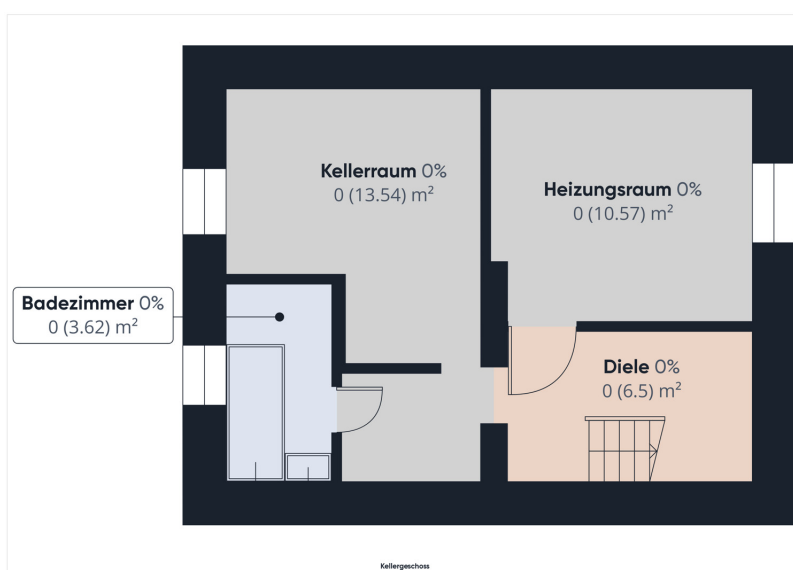 Kellerraum 0%
0 (13.54) m²
Heizungsraum 0%
0 (10.57) m²
Badezimmer 0%
0 (3.62) m²
Diele 0%
0 (6.5) m²
Kellergeschoss